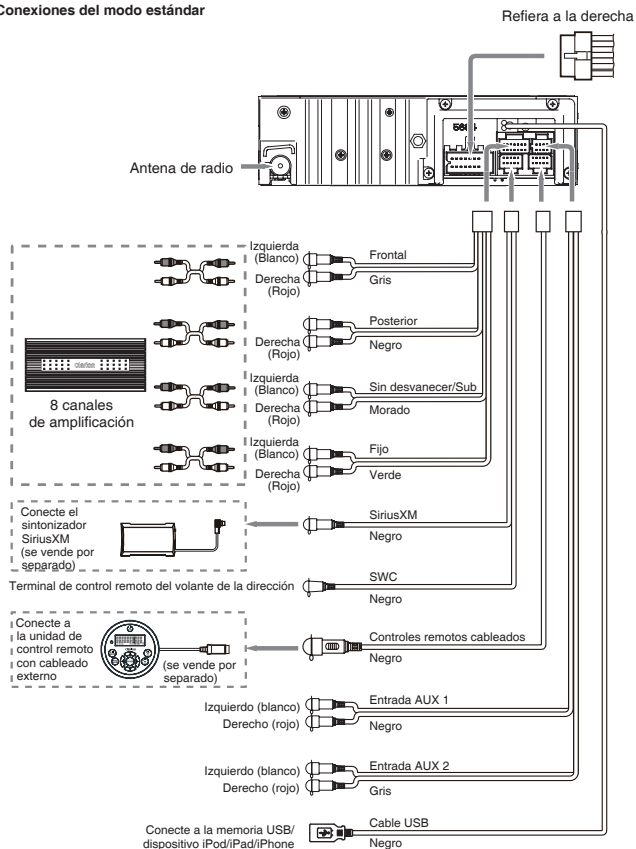 Conexiones del modo estándar
Refiera a la derecha
Antena de radio
Izquierda
(Blanco)
Frontal
Derecha
(Rojo)
Gris
Posterior
Derecha
(Rojo)
Negro
clarion
8 canales
de amplificación
Izquierda
(Blanco)
Sin desvanecer/Sub
Derecha
(Rojo)
Morado
Izquierda
(Blanco)
Fijo
Derecha
(Rojo)
Verde
Conecte el
sintonizador
SiriusXM
(se vende por
separado)
SiriusXM
Negro
Terminal de control remoto del volante de la dirección
SWC
Negro
Conecte a
la unidad de
control remoto
con cableado
externo
(se vende por
separado)
Controles remotos cableados
Negro
Izquierdo (blanco)
Entrada AUX 1
Derecho (rojo)
Negro
Izquierdo (blanco)
Entrada AUX 2
Derecho (rojo)
Gris
Conecte a la memoria USB/
dispositivo iPod/iPad/iPhone
Cable USB
Negro